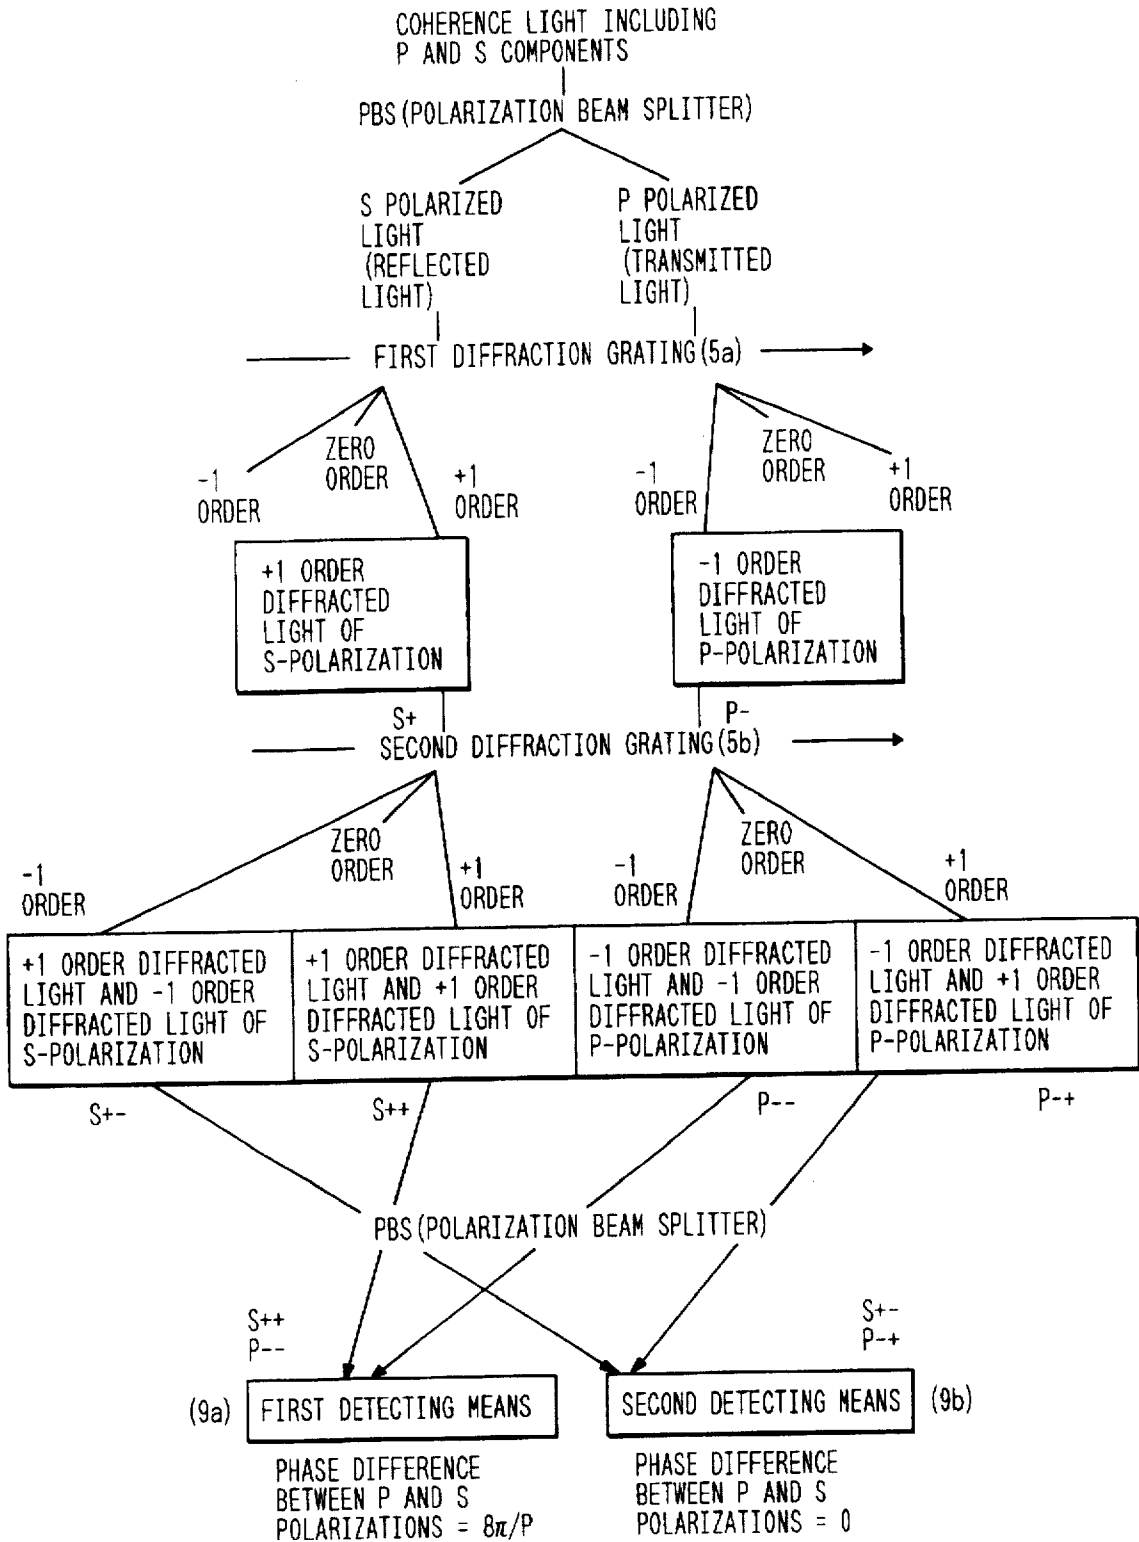 COHERENCE LIGHT INCLUDING
P AND S COMPONENTS
PBS(POLARIZATION BEAM SPLITTER)
S POLARIZED
LIGHT
(REFLECTED
LIGHT)
P POLARIZED
LIGHT
(TRANSMITTED
LIGHT)
FIRST DIFFRACTION GRATING(5a)
-1
ORDER
ZERO
ORDER
+1
ORDER
-1
ORDER
ZERO
ORDER
+1
ORDER
+1 ORDER
DIFFRACTED
LIGHT OF
S-POLARIZATION
-1 ORDER
DIFFRACTED
LIGHT OF
P-POLARIZATION
S+
P-
SECOND DIFFRACTION GRATING(5b)
-1
ORDER
ZERO
ORDER
+1
ORDER
-1
ORDER
ZERO
ORDER
+1
ORDER
+1 ORDER DIFFRACTED
LIGHT AND -1 ORDER
DIFFRACTED LIGHT OF
S-POLARIZATION
+1 ORDER DIFFRACTED
LIGHT AND +1 ORDER
DIFFRACTED LIGHT OF
S-POLARIZATION
-1 ORDER DIFFRACTED
LIGHT AND -1 ORDER
DIFFRACTED LIGHT OF
P-POLARIZATION
-1 ORDER DIFFRACTED
LIGHT AND +1 ORDER
DIFFRACTED LIGHT OF
P-POLARIZATION
S+-
S++
P--
P-+
PBS(POLARIZATION BEAM SPLITTER)
S++
P--
S+-
P-+
(9a)
FIRST DETECTING MEANS
SECOND DETECTING MEANS
(9b)
PHASE DIFFERENCE
BETWEEN P AND S
POLARIZATIONS = 8π/P
PHASE DIFFERENCE
BETWEEN P AND S
POLARIZATIONS = 0